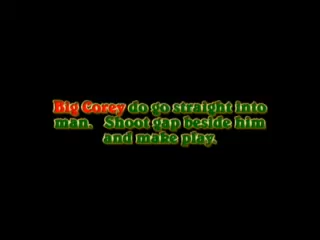 Big Corey do go straight into
man.  Shoot gap beside him
and make play.